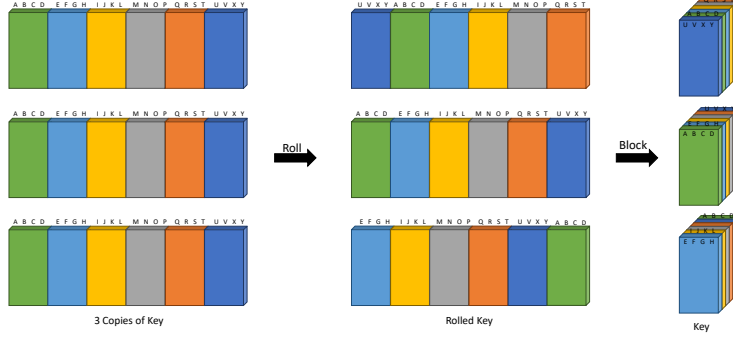 A B C D E F G H I J K L M N O P Q R S T U V X Y
U V X Y A B C D E F G H I J K L M N O P Q R S T
U V X Y
A B C D E F G H I J K L M N O P Q R S T U V X Y
Roll
A B C D E F G H I J K L M N O P Q R S T U V X Y
Block
E F G H
A B C D
A B C D E F G H I J K L M N O P Q R S T U V X Y
E F G H I J K L M N O P Q R S T U V X Y A B C D
A B C D
I J K L
E F G H
3 Copies of Key
Rolled Key
Key